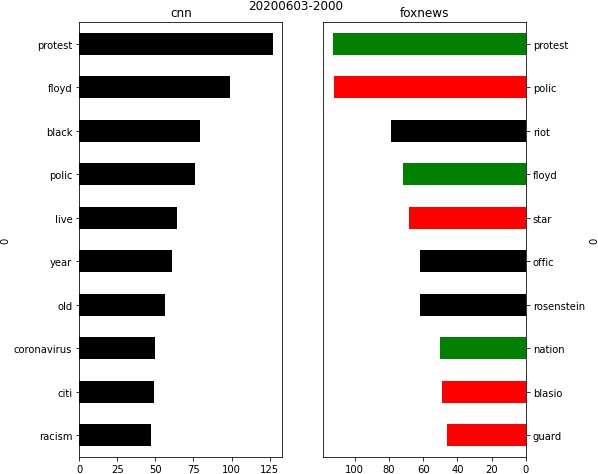 20200603-2000
cnn
foxnews
protest
floyd
black
polic
live
year
old
coronavirus
citi
racism
0
0 25 50 75 100 125
protest
polic
riot
floyd
star
offic
rosenstein
nation
blasio
guard
0
100 80 60 40 20 0